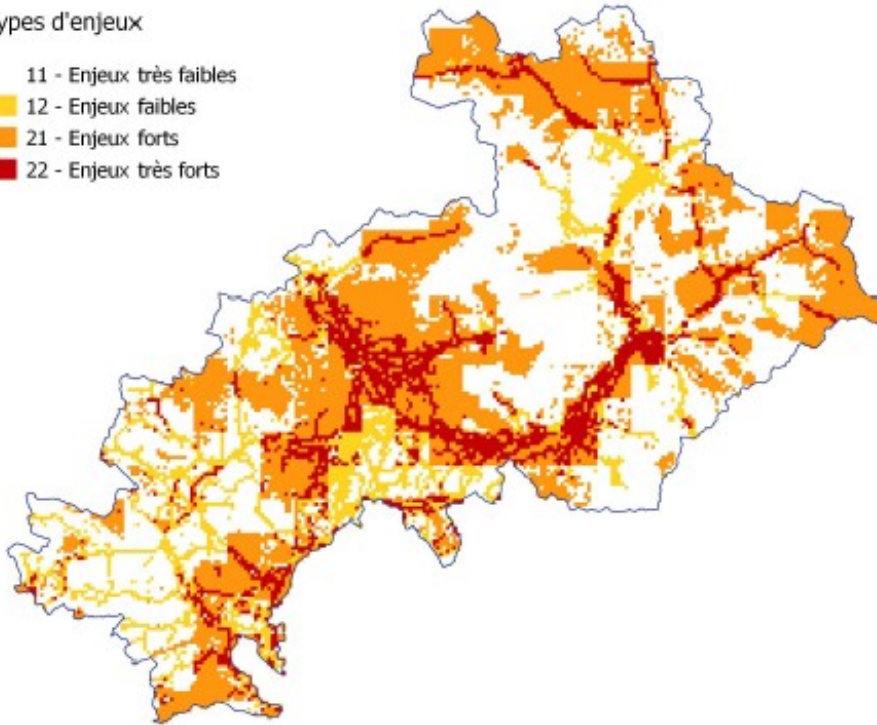 ypes d'enjeux
11 - Enjeux très faibles
12 - Enjeux faibles
21 - Enjeux forts
22 - Enjeux très forts